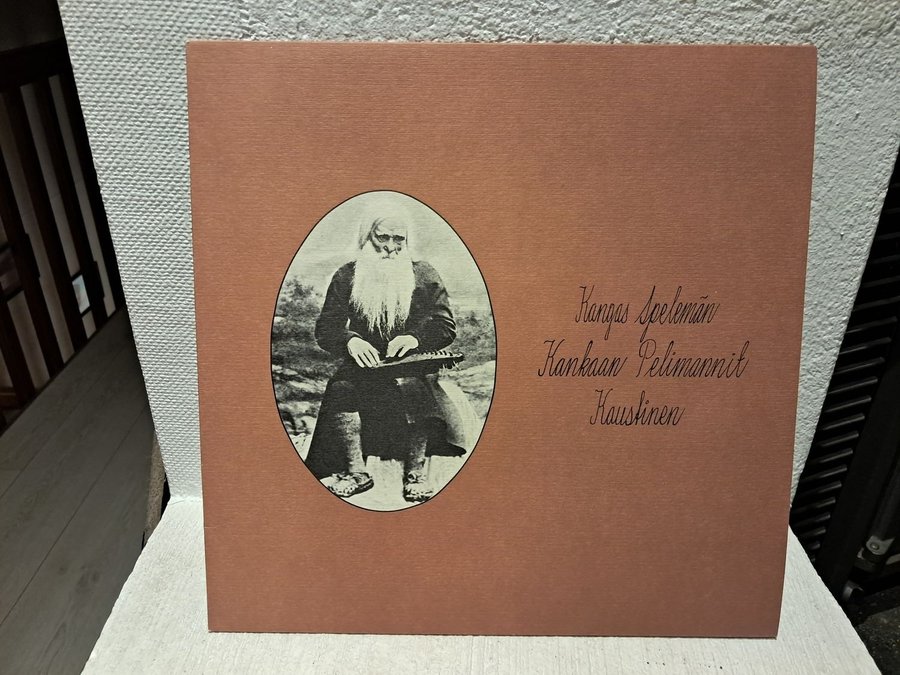 Kangas Spelemän
Kankaan Pelimannit
Kaustinen